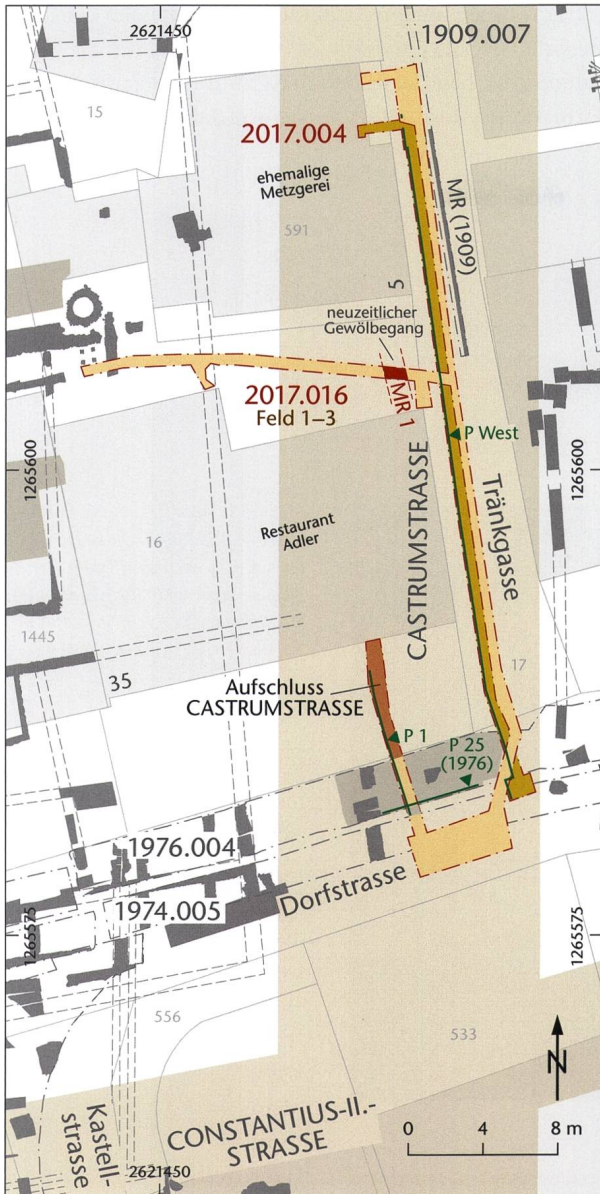 2621450
1909.007
15
2017.004
ehemalige
Metzgerei
591
MR (1909)
5
neuzeitlicher
Gewölbegang
2017.016
Feld 1–3
MR 1
P West
1265600
1265600
CASTRUMSTRASSE
Tränkgasse
Restaurant
Adler
16
1445
35
17
Aufschluss
CASTRUMSTRASSE
P 1
P 25
(1976)
1976.004
1974.005
Dorfstrasse
1265575
1265575
556
533
Kastell-
strasse
CONSTANTIUS-II.-
STRASSE
N
0 4 8 m
2621450